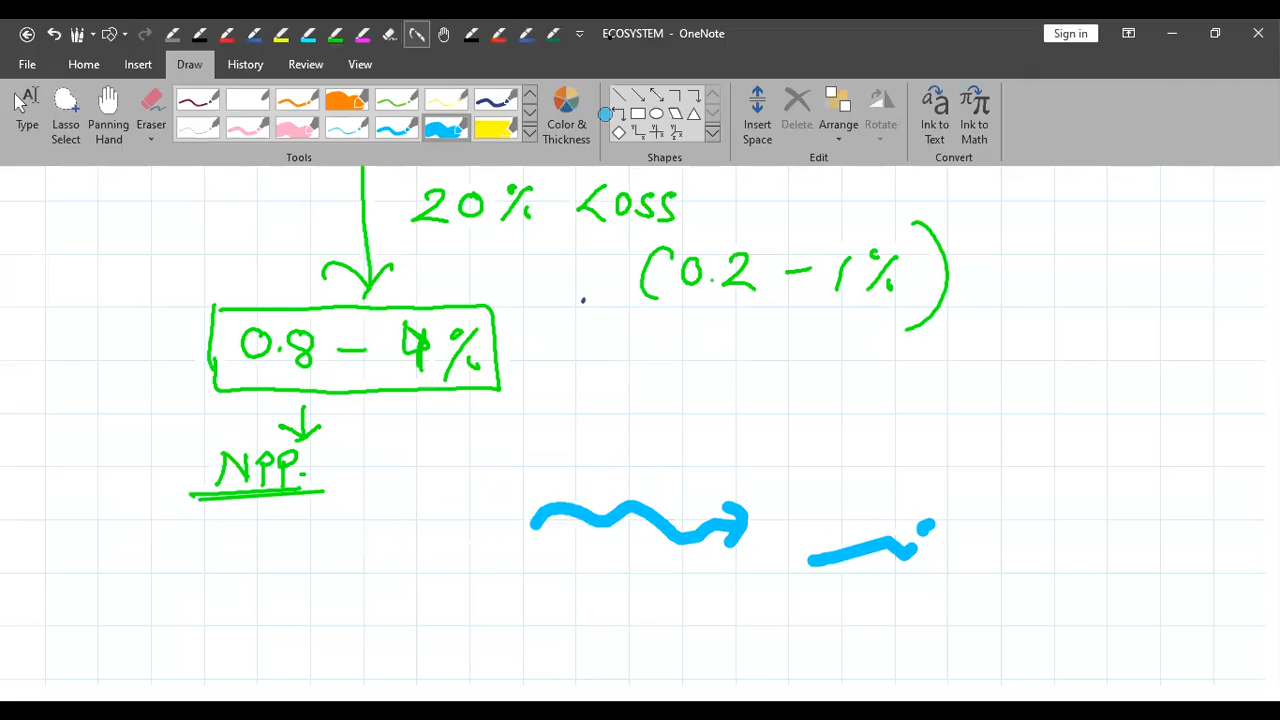 ECOSYSTEM - OneNote
Sign in
File Home Insert Draw History Review View
Type
Lasso Select
Panning Hand
Eraser
Color & Thickness
Insert Space
Delete
Arrange
Rotate
Ink to Text
Ink to Math
Tools
Shapes
Edit
Convert
20% Loss
(0.2 - 1%)
0.8 - 4%
NPP.